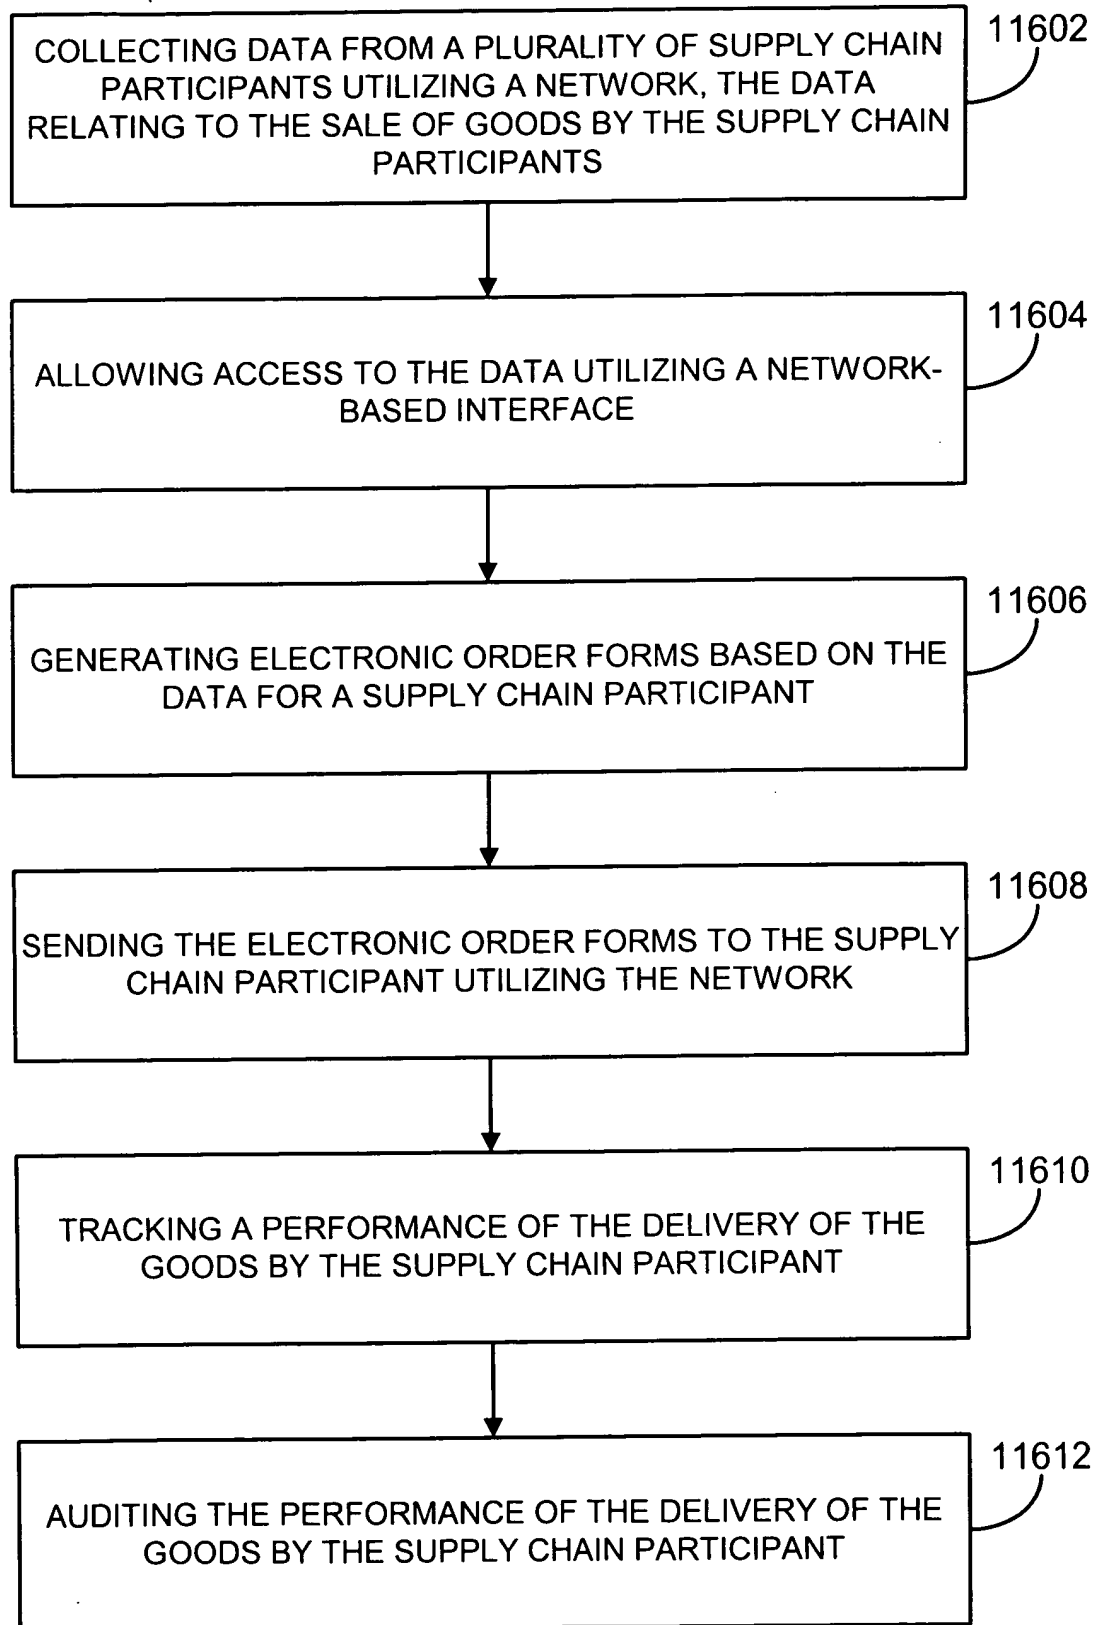 11602
COLLECTING DATA FROM A PLURALITY OF SUPPLY CHAIN
PARTICIPANTS UTILIZING A NETWORK, THE DATA
RELATING TO THE SALE OF GOODS BY THE SUPPLY CHAIN
PARTICIPANTS
11604
ALLOWING ACCESS TO THE DATA UTILIZING A NETWORK-
BASED INTERFACE
11606
GENERATING ELECTRONIC ORDER FORMS BASED ON THE
DATA FOR A SUPPLY CHAIN PARTICIPANT
11608
SENDING THE ELECTRONIC ORDER FORMS TO THE SUPPLY
CHAIN PARTICIPANT UTILIZING THE NETWORK
11610
TRACKING A PERFORMANCE OF THE DELIVERY OF THE
GOODS BY THE SUPPLY CHAIN PARTICIPANT
11612
AUDITING THE PERFORMANCE OF THE DELIVERY OF THE
GOODS BY THE SUPPLY CHAIN PARTICIPANT